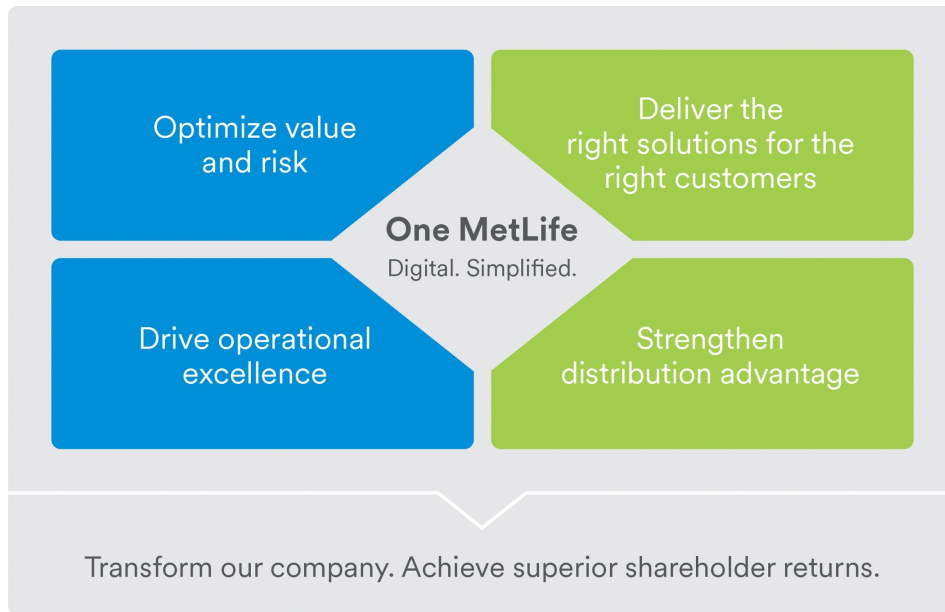 Optimize value
and risk
Deliver the
right solutions for the
right customers
One MetLife
Digital. Simplified.
Drive operational
excellence
Strengthen
distribution advantage
Transform our company. Achieve superior shareholder returns.